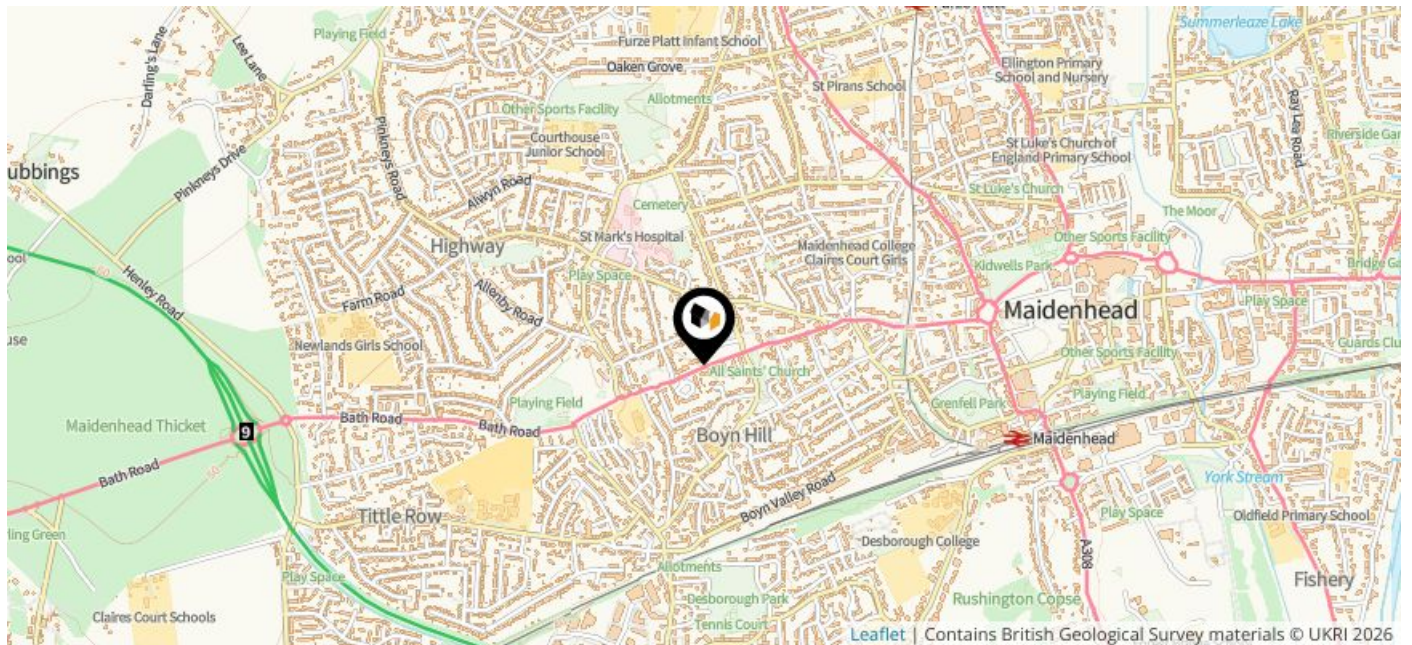 Darling's Lane
Lee Lane
Playing Field
Furze Platt Infant School
Oaken Grove
Summerleaze Lake
Ellington Primary
School and Nursery
St Pirans School
Allotments
Other Sports Facility
Courthouse
Junior School
Pinkneys Road
Ray Lea Road
Riverside Gar
St Luke's Church of
England Primary School
Pinkneys Drive
ubbings
Alwyn Road
Cemetery
St Luke's Church
The Moor
Highway
St Mark's Hospital
Maidenhead College
Claires Court Girls
Other Sports Facility
Kidwells Park
Bridge Ga
ool
60
Henley Road
Play Space
Allenby Road
Farm Road
Play Space
Maidenhead
use
Newlands Girls School
Guards Clu
Other Sports Facility
All Saints' Church
Playing Field
Playing Field
Grenfell Park
Bath Road
Bath Road
Maidenhead Thicket
9
Boyn Hill
Maidenhead
Bath Road
60
York Stream
Boyn Valley Road
Tittle Row
Play Space
Oldfield Primary School
ling Green
Desborough College
A308
Allotments
Play Space
Fishery
Claires Court Schools
Desborough Park
Rushington Copse
Tennis Court
Leaflet | Contains British Geological Survey materials © UKRI 2026